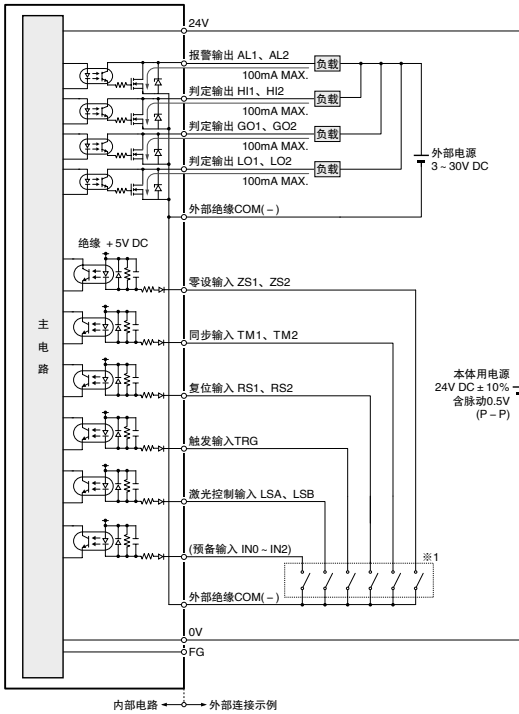 24V
报警输出 AL1、AL2
负载
100mA MAX.
判定输出 HI1、HI2
负载
100mA MAX.
判定输出 GO1、GO2
负载
100mA MAX.
判定输出 LO1、LO2
负载
100mA MAX.
外部电源
3~30V DC
外部绝缘COM(−)
绝缘 +5V DC
零设输入 ZS1、ZS2
主电路
同步输入 TM1、TM2
本体用电源
24V DC±10%
含脉动0.5V
(P−P)
复位输入 RS1、RS2
触发输入TRG
激光控制输入 LSA、LSB
(预备输入 IN0~IN2)
※1
外部绝缘COM(−)
0V
FG
内部电路
外部连接示例